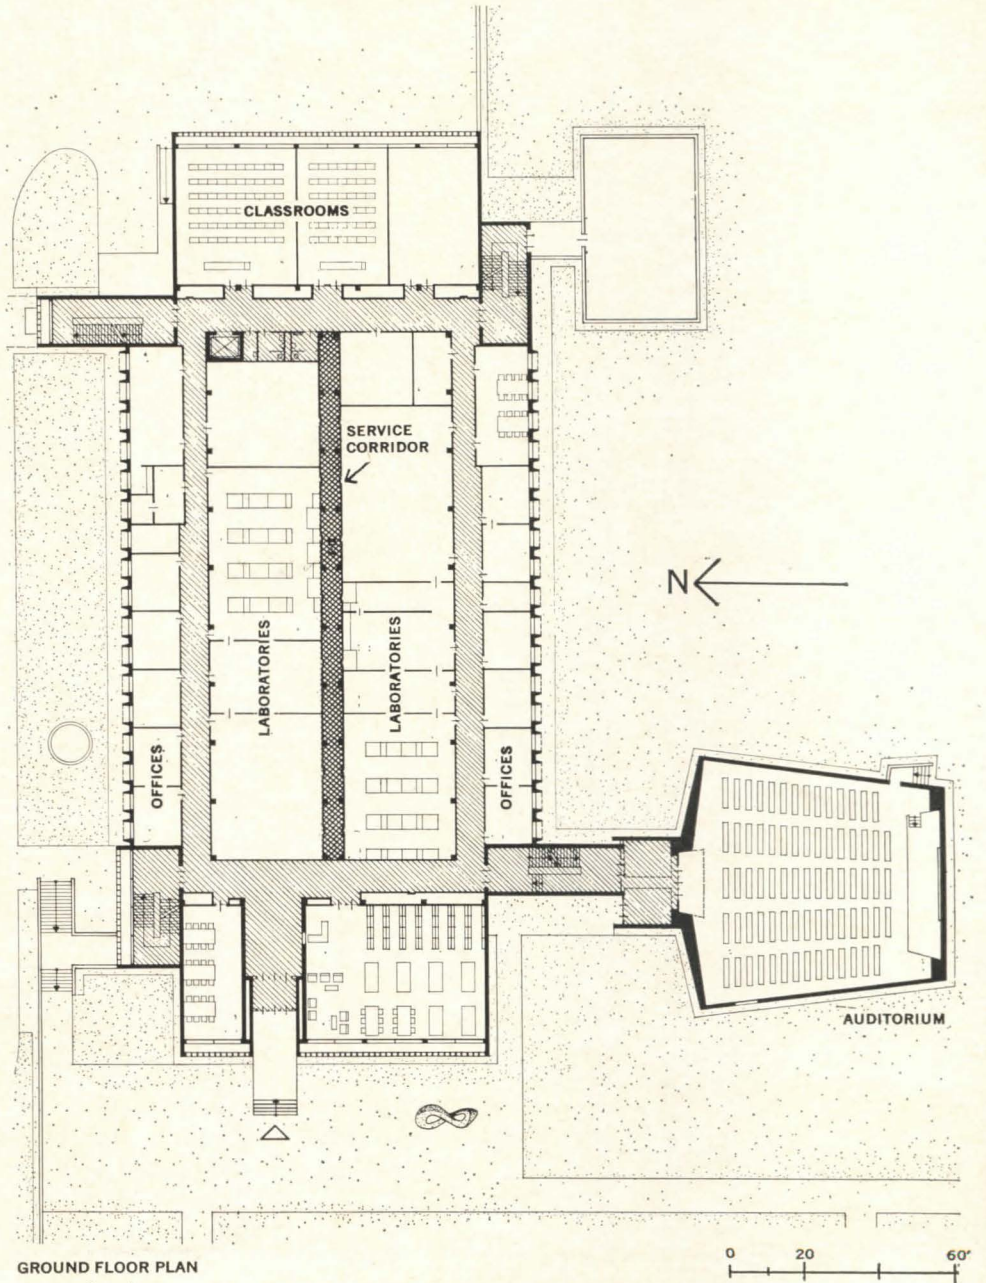 CLASSROOMS
SERVICE
CORRIDOR
N
LABORATORIES
LABORATORIES
OFFICES
OFFICES
AUDITORIUM
GROUND FLOOR PLAN
0 20 60'